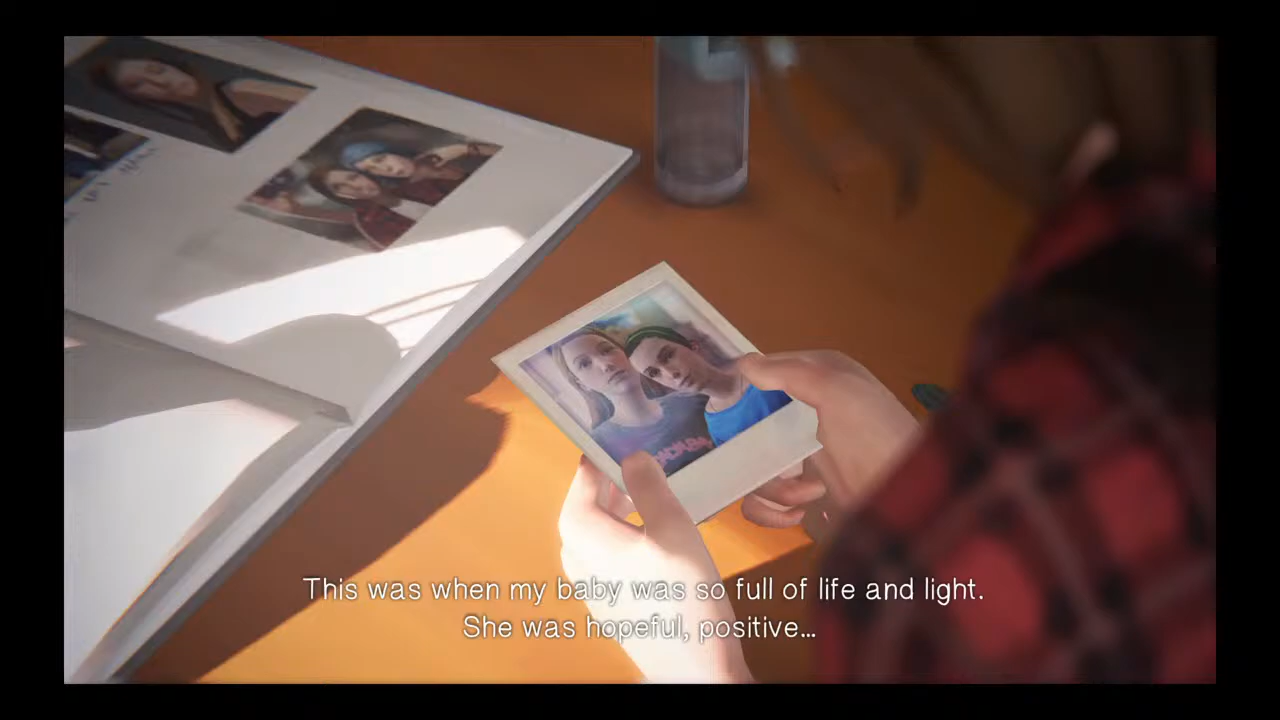 This was when my baby was so full of life and light.
She was hopeful, positive...